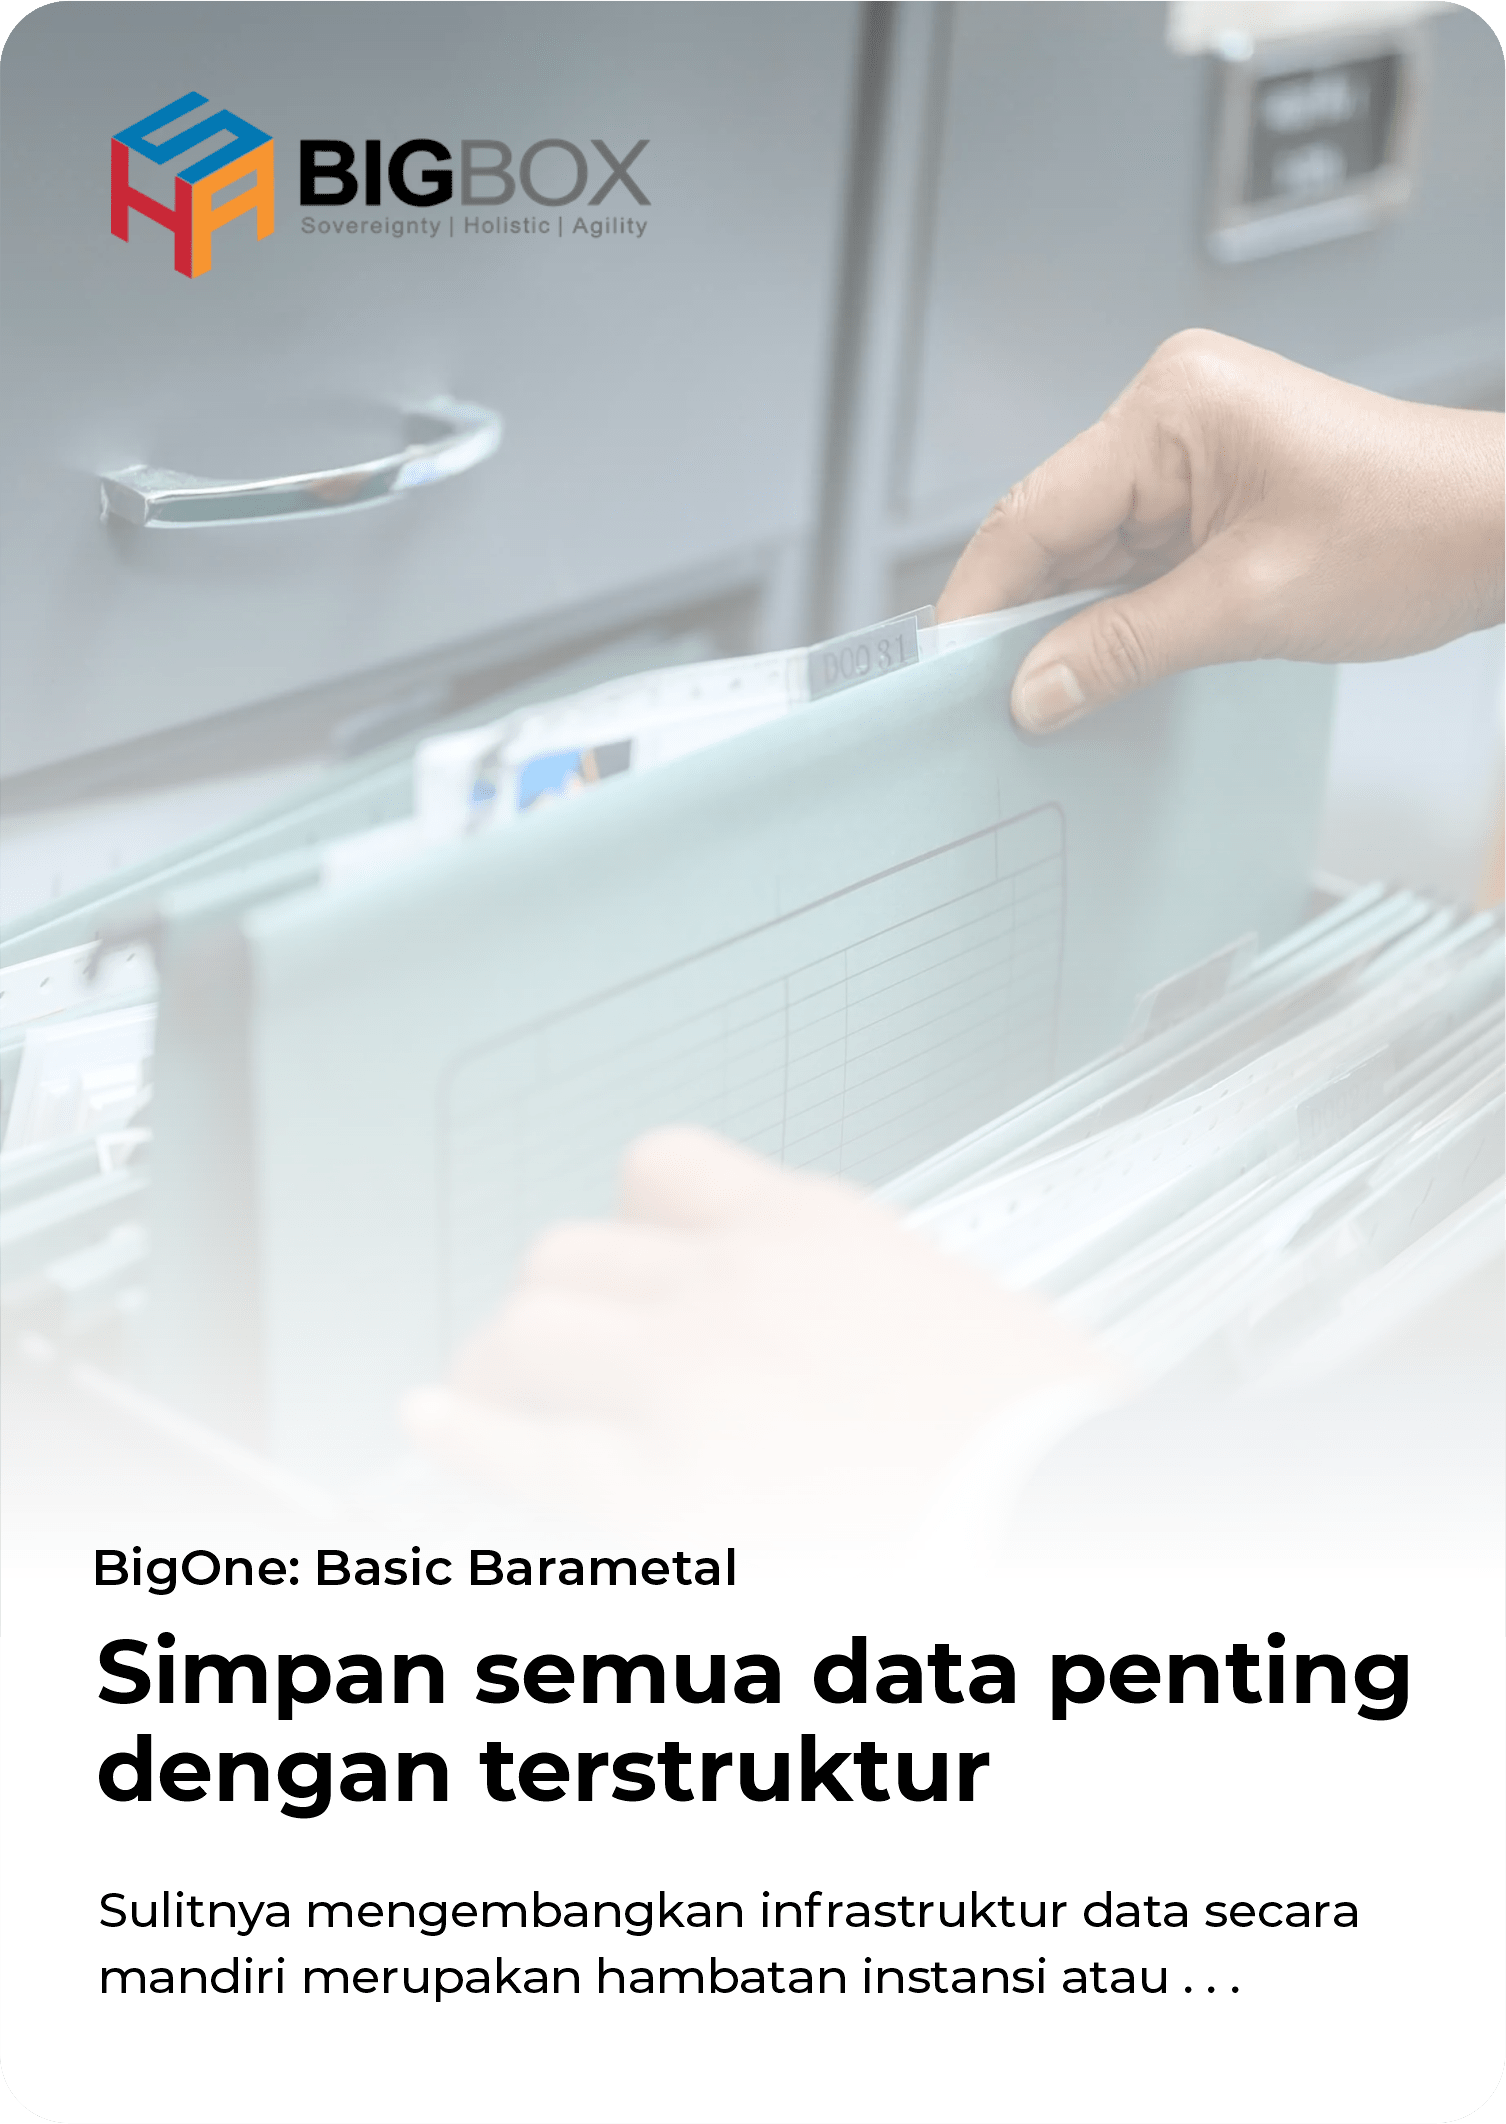 BIGBOX
Sovereignty | Holistic | Agility
D0081
BigOne: Basic Barametal
Simpan semua data penting
dengan terstruktur
Sulitnya mengembangkan infrastruktur data secara
mandiri merupakan hambatan instansi atau . . .